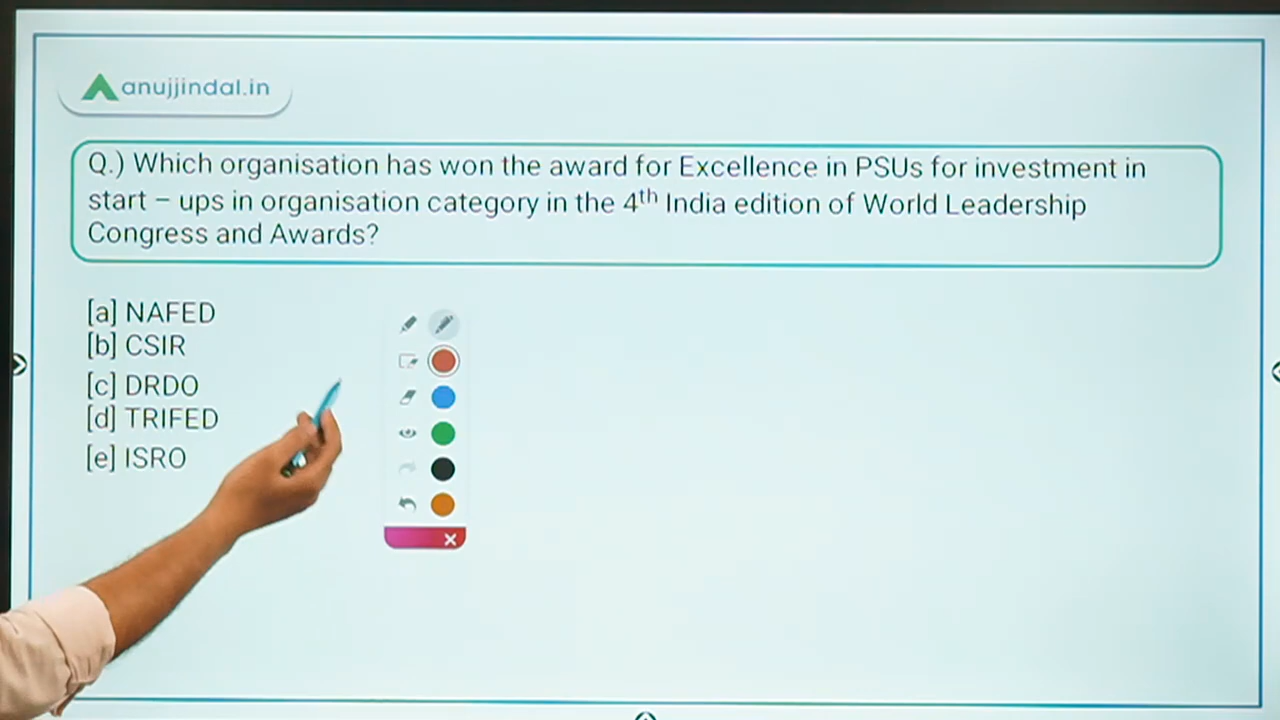 anujjindal.in
Q.) Which organisation has won the award for Excellence in PSUs for investment in
start – ups in organisation category in the 4th India edition of World Leadership
Congress and Awards?
[a] NAFED
[b] CSIR
[c] DRDO
[d] TRIFED
[e] ISRO